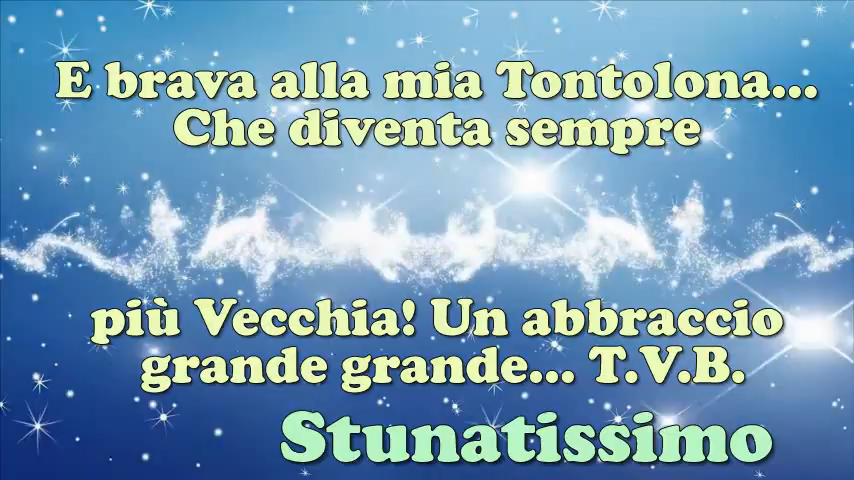 E brava alla mia Tontolona...
Che diventa sempre
più Vecchia! Un abbraccio
grande grande... T.V.B.
Stunatissimo